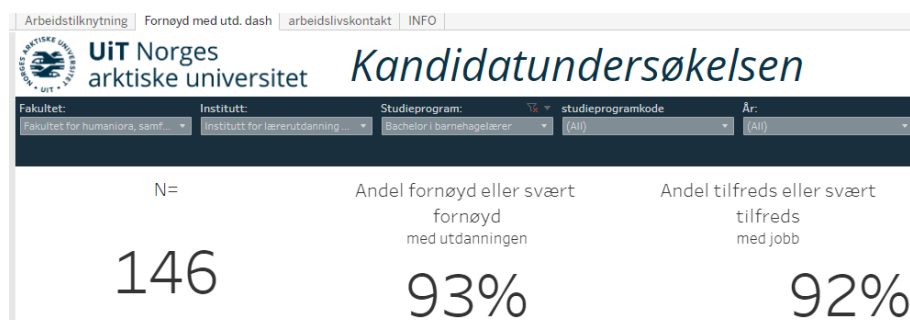 Arbeidstilknytning Fornøyd med utd. dash arbeidslivskontakt INFO
UiT Norges
arktiske universitet
Kandidatundersøkelsen
Fakultet: Institutt: Studieprogram: studieprogramkode År:
Fakultet for humaniora, samf... Institutt for lærerutdanning ... Bachelor i barnehagelærer (All) (All)
N=
146
Andel fornøyd eller svært
fornøyd
med utdanningen
93%
Andel tilfreds eller svært
tilfreds
med jobb
92%